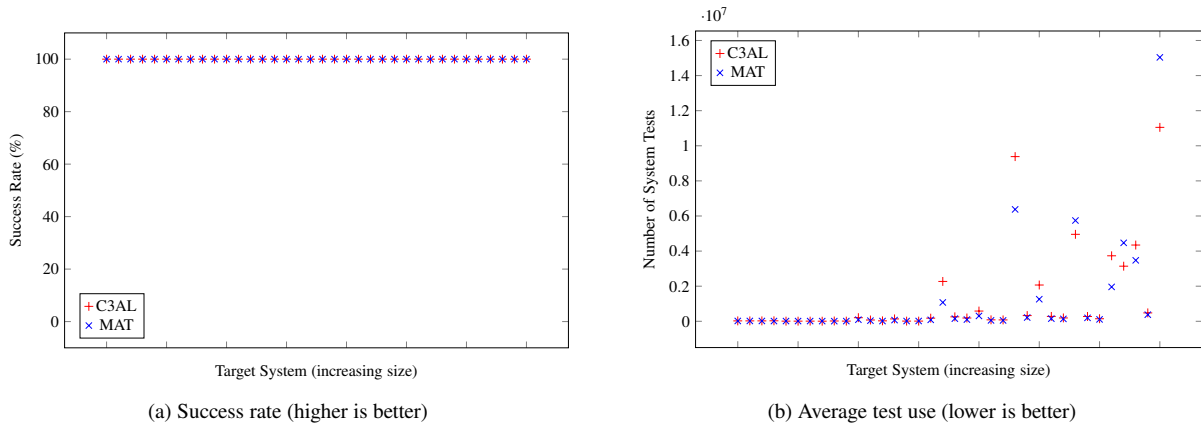 100
80
60
40
20
0
Success Rate (%)
C3AL
MAT
Target System (increasing size)
(a) Success rate (higher is better)
·10⁷
1.6
1.4
1.2
1
0.8
0.6
0.4
0.2
0
Number of System Tests
C3AL
MAT
Target System (increasing size)
(b) Average test use (lower is better)